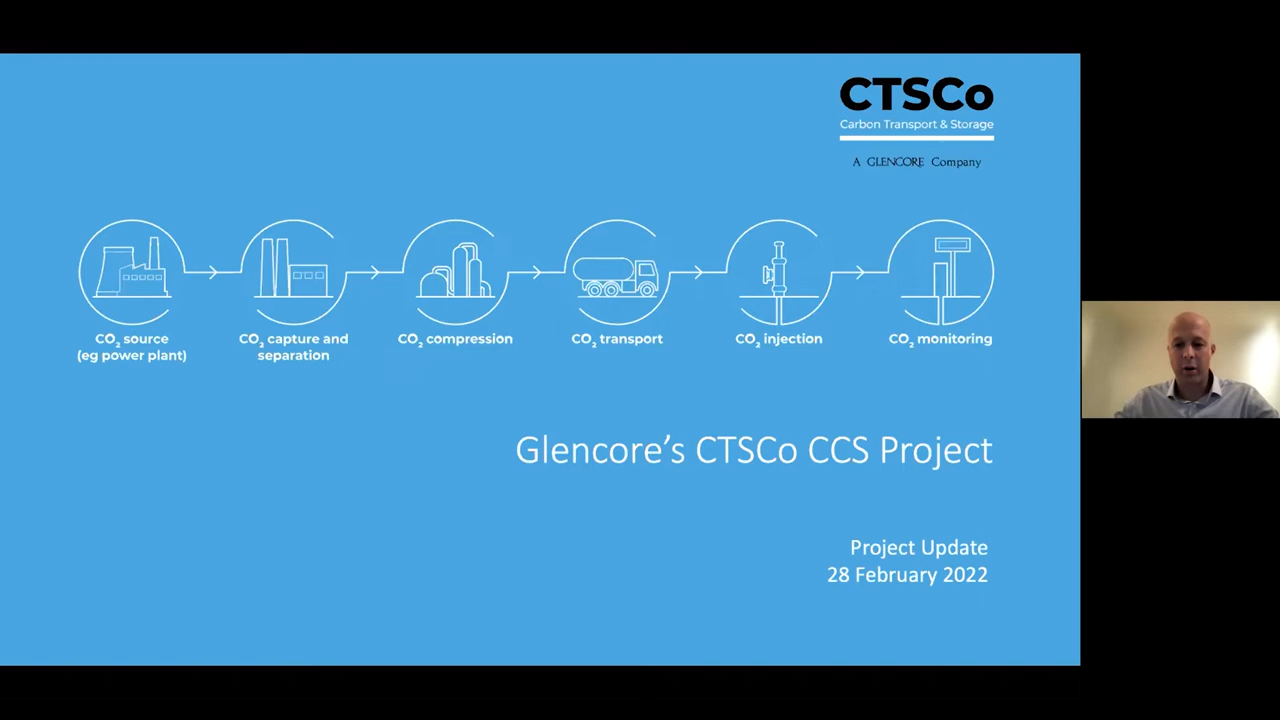 CTSCo
Carbon Transport & Storage
A GLENCORE Company
CO₂ source
(eg power plant)
CO₂ capture and
separation
CO₂ compression
CO₂ transport
CO₂ injection
CO₂ monitoring
Glencore’s CTSCo CCS Project
Project Update
28 February 2022